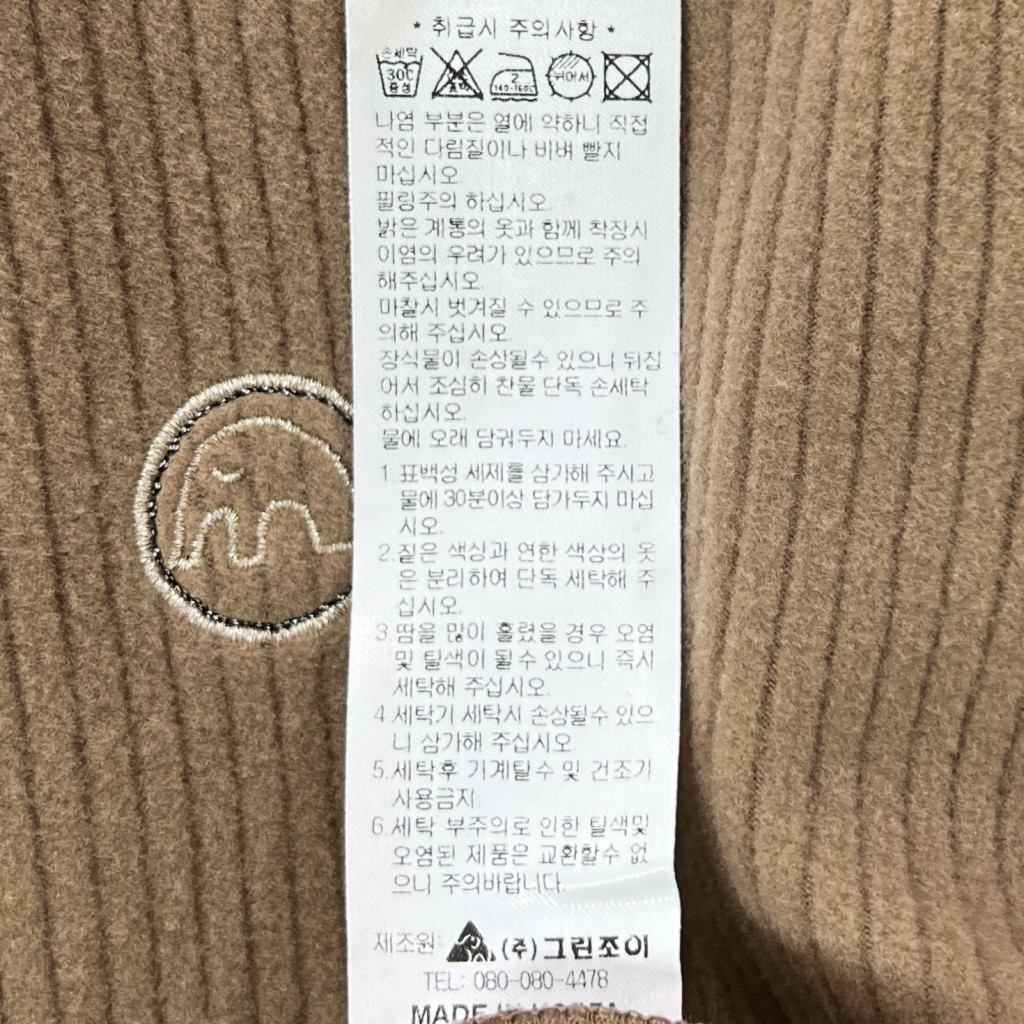 * 취급시 주의사항 *
손세탁
30C
중성
2
140-160C
뉘어서
나염 부분은 열에 약하니 직접
적인 다림질이나 비벼 빨지
마십시오.
필링주의 하십시오.
밝은 계통의 옷과 함께 착장시
이염의 우려가 있으므로 주의
해주십시오.
마찰시 벗겨질 수 있으므로 주
의해 주십시오.
장식물이 손상될수 있으니 뒤집
어서 조심히 찬물 단독 손세탁
하십시오.
물에 오래 담궈두지 마세요.
1. 표백성 세제를 삼가해 주시고
물에 30분이상 담가두지 마십
시오.
2. 짙은 색상과 연한 색상의 옷
은 분리하여 단독 세탁해 주
십시오.
3. 땀을 많이 흘렸을 경우 오염
및 탈색이 될수 있으니 즉시
세탁해 주십시오.
4. 세탁기 세탁시 손상될수 있으
니 삼가해 주십시오.
5. 세탁후 기계탈수 및 건조기
사용금지.
6. 세탁 부주의로 인한 탈색및
오염된 제품은 교환할수 없
으니 주의바랍니다.
제조원: (주)그린조이
TEL: 080-080-4478
MADE